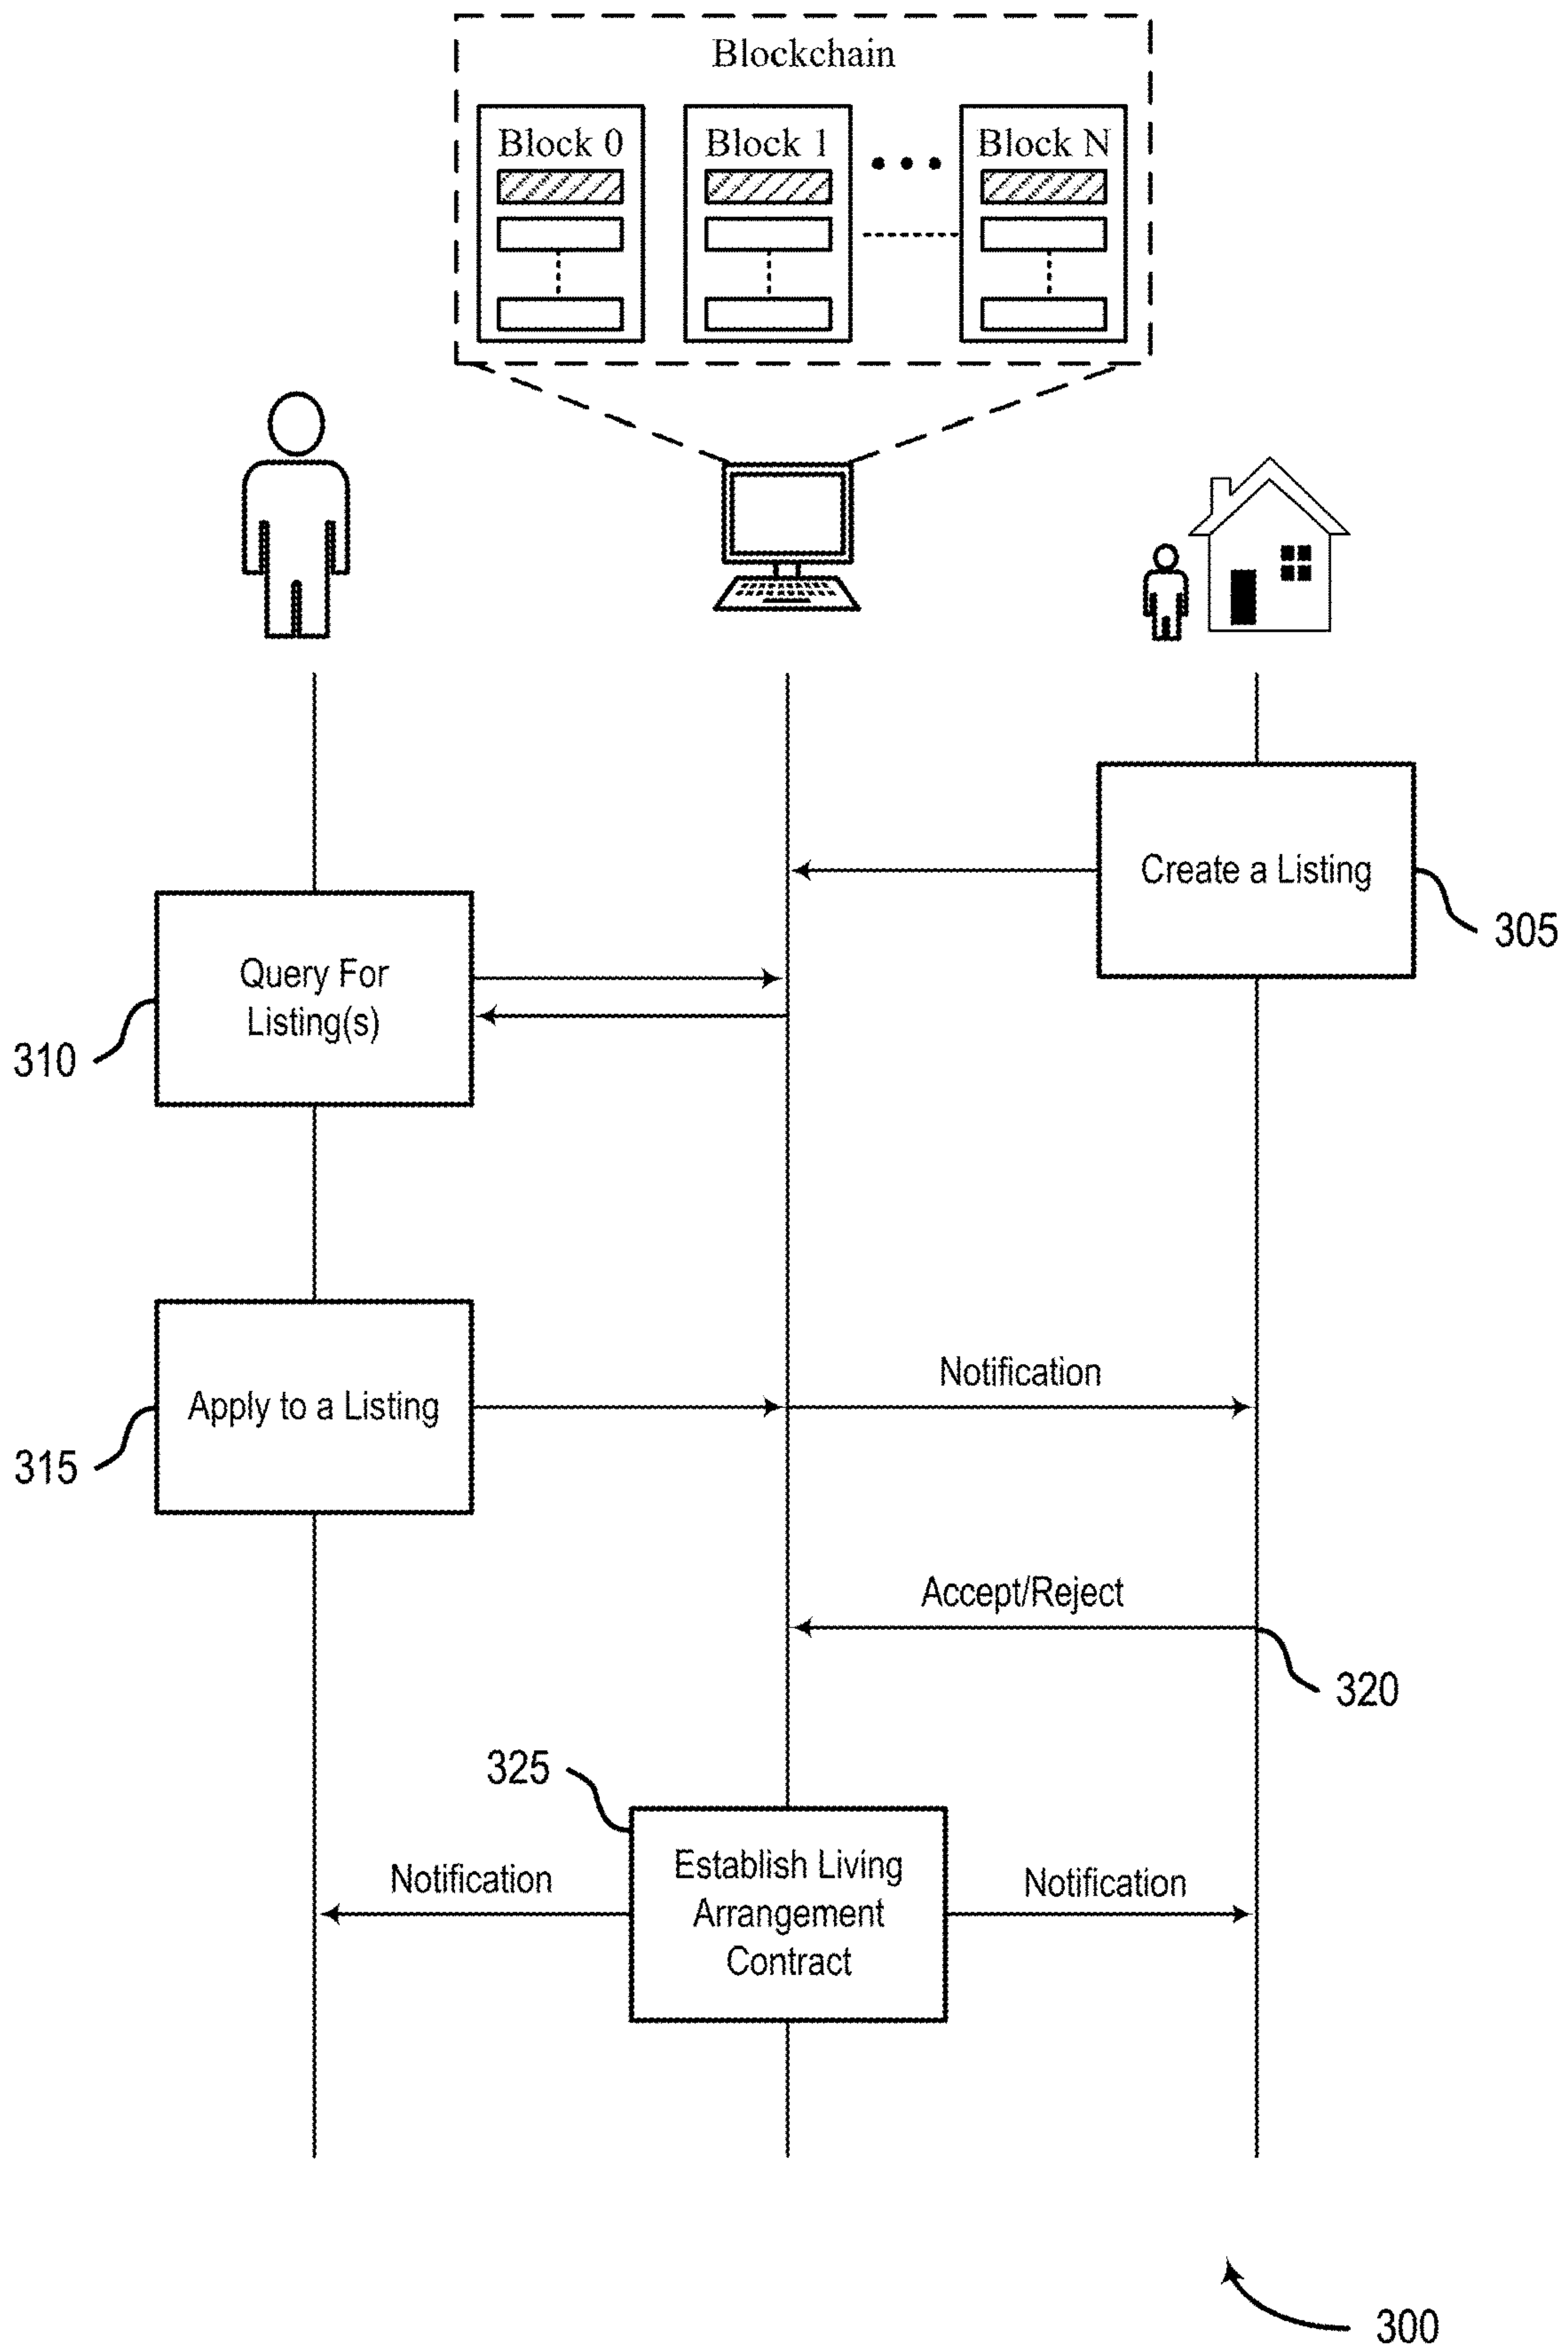 Blockchain
Block 0
Block 1
Block N
Create a Listing
305
Query For
Listing(s)
310
Apply to a Listing
Notification
315
Accept/Reject
320
325
Establish Living
Arrangement
Contract
Notification
Notification
300